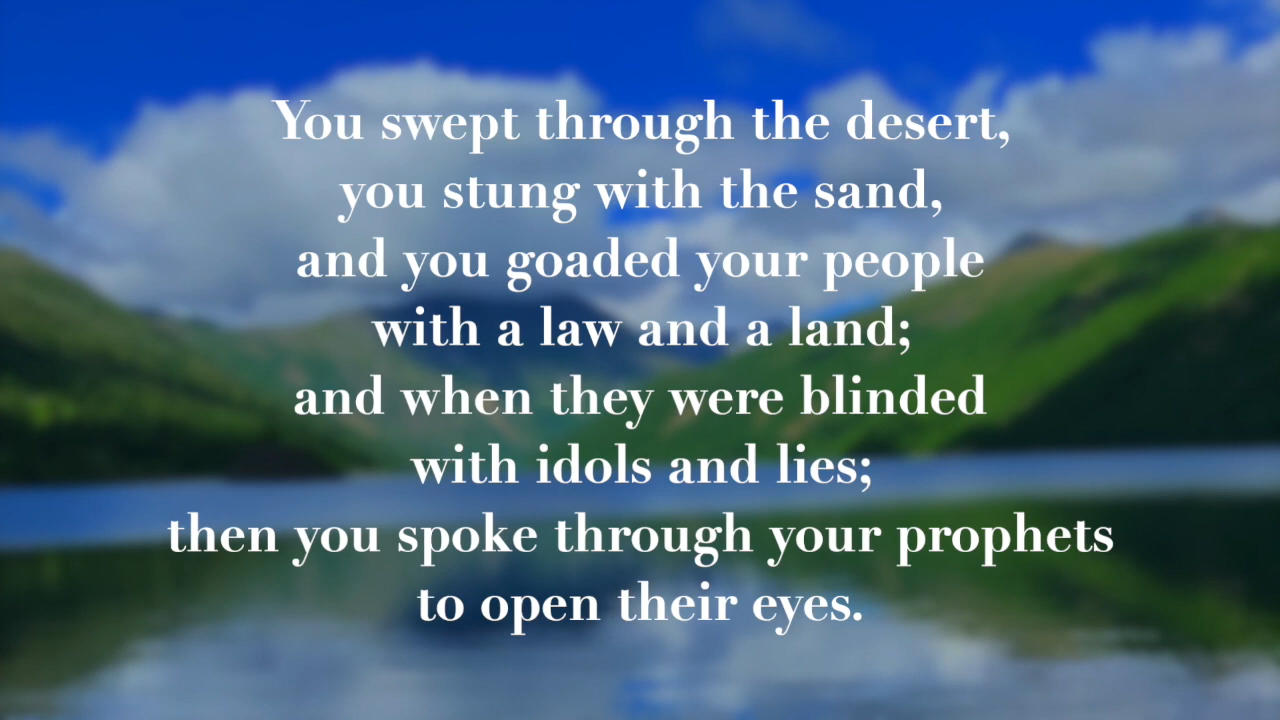 You swept through the desert,
you stung with the sand,
and you goaded your people
with a law and a land;
and when they were blinded
with idols and lies;
then you spoke through your prophets
to open their eyes.